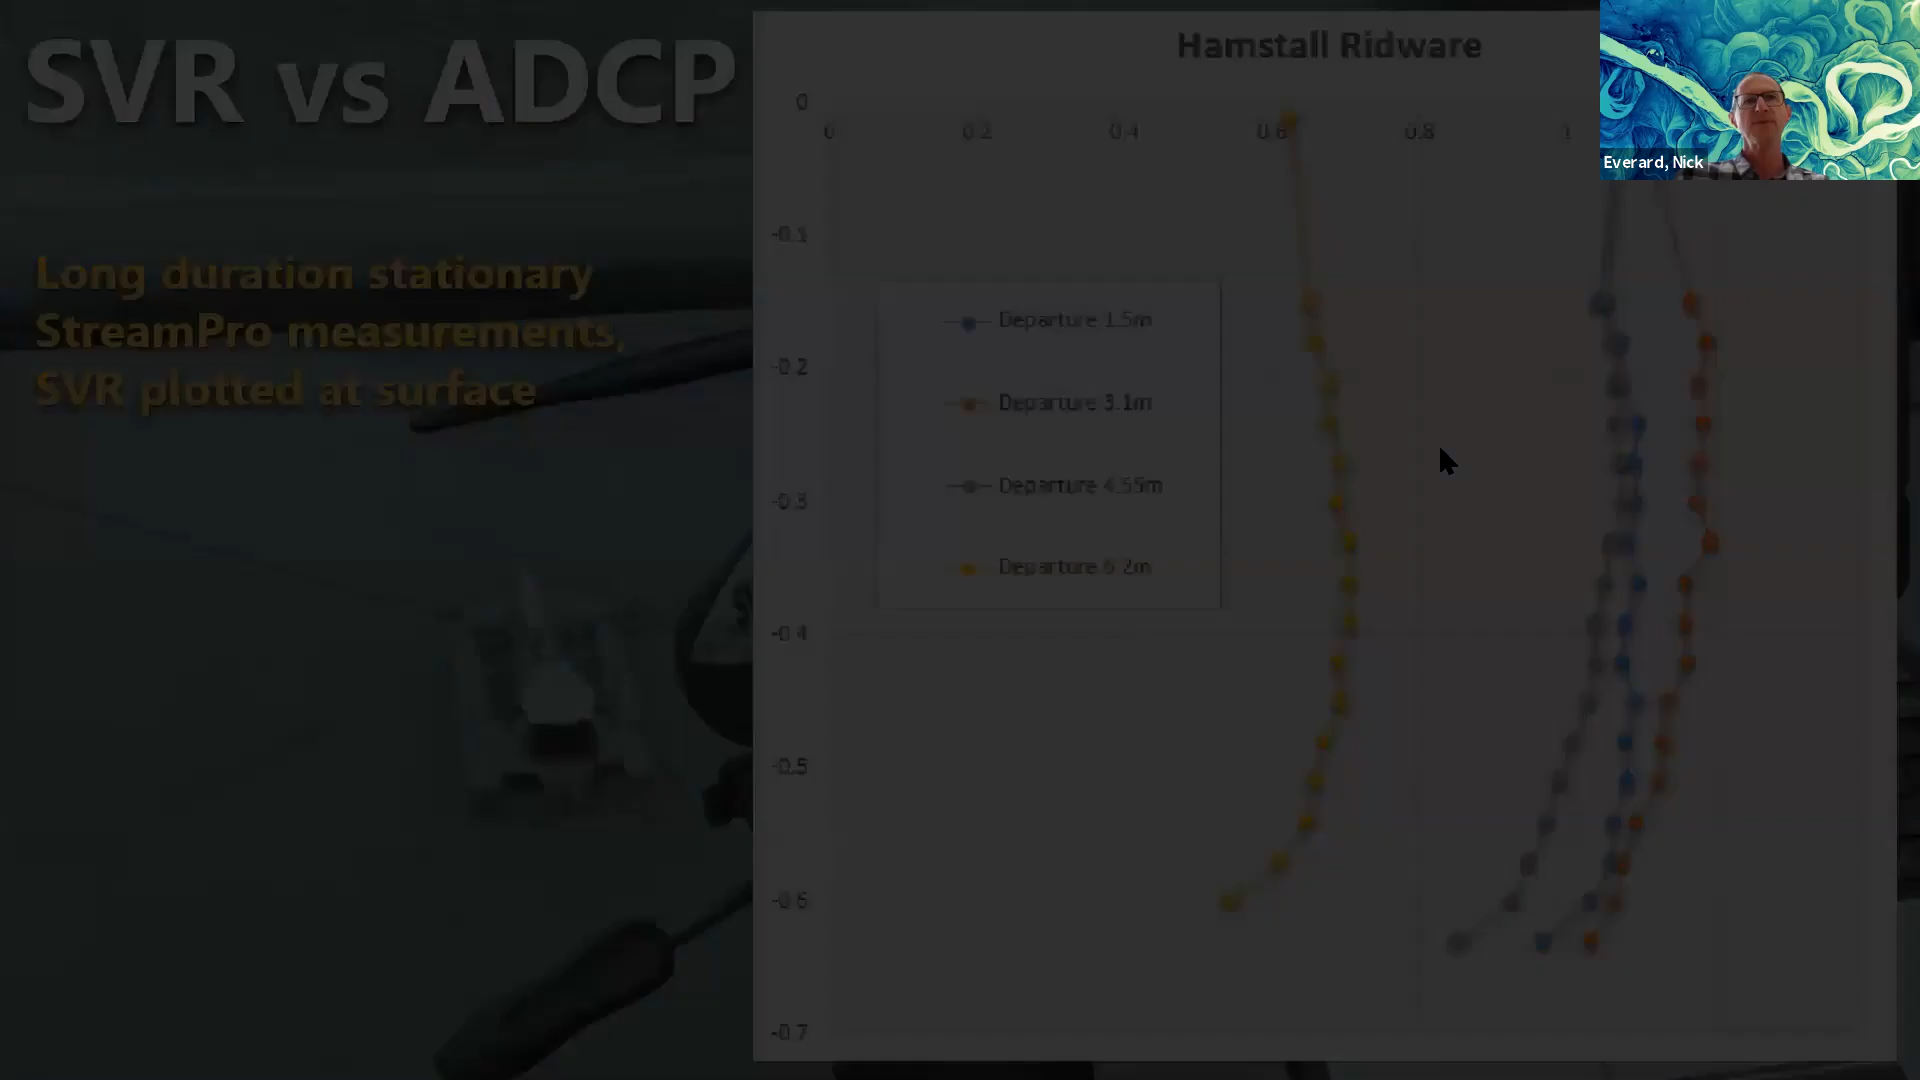 SVR vs ADCP
Long duration stationary
StreamPro measurements,
SVR plotted at surface
Hamstall Ridware
0
0 0.2 0.4 0.6 0.8 1
-0.1
-0.2
-0.3
-0.4
-0.5
-0.6
-0.7
Departure 1.5m
Departure 3.1m
Departure 4.55m
Departure 6.2m
Everard, Nick